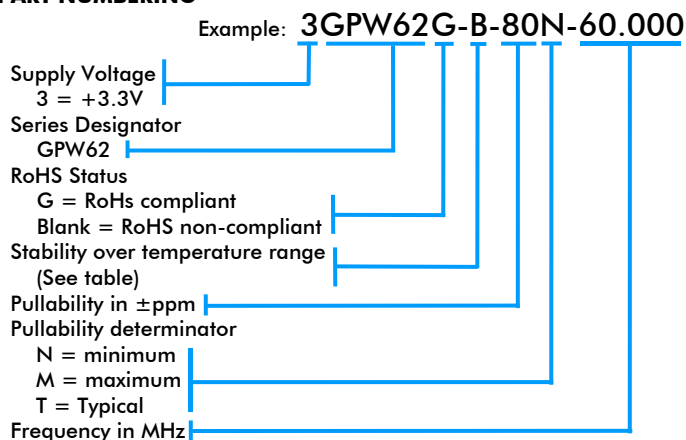 Example: 3GPW62G-B-80N-60.000
Supply Voltage
3 = +3.3V
Series Designator
GPW62
RoHS Status
G = RoHs compliant
Blank = RoHS non-compliant
Stability over temperature range
(See table)
Pullability in ±ppm
Pullability determinator
N = minimum
M = maximum
T = Typical
Frequency in MHz